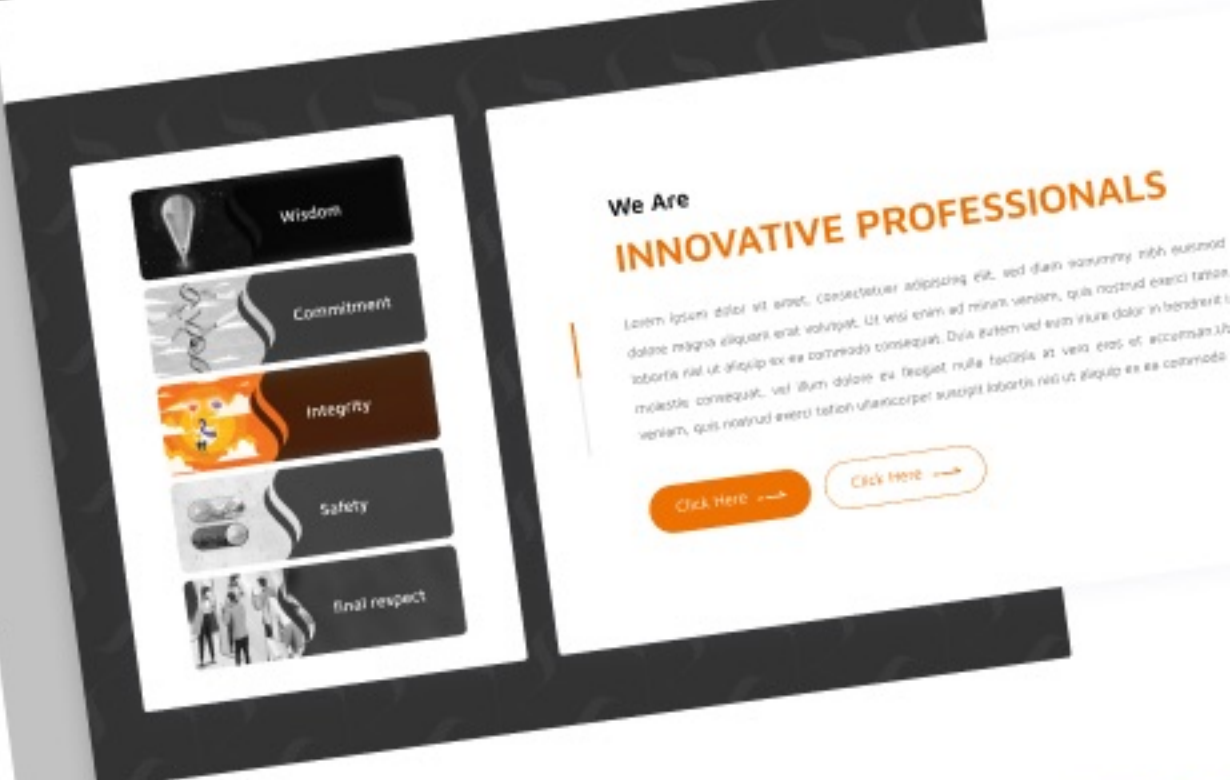 Wisdom
Commitment
Integrity
Safety
final respect
We Are
INNOVATIVE PROFESSIONALS
Lorem ipsum dolor sit amet, consectetuer adipiscing elit, sed diam nonummy nibh euismod
dolore magna aliquam erat volutpat. Ut wisi enim ad minim veniam, quis nostrud exerci tation
lobortis nisl ut aliquip ex ea commodo consequat. Duis autem vel eum iriure dolor in hendrerit
molestie consequat, vel illum dolore eu feugiat nulla facilisis at vero eros et accumsan
veniam, quis nostrud exerci tation ullamcorper suscipit lobortis nisl ut aliquip ex ea commodo
Click Here
Click Here